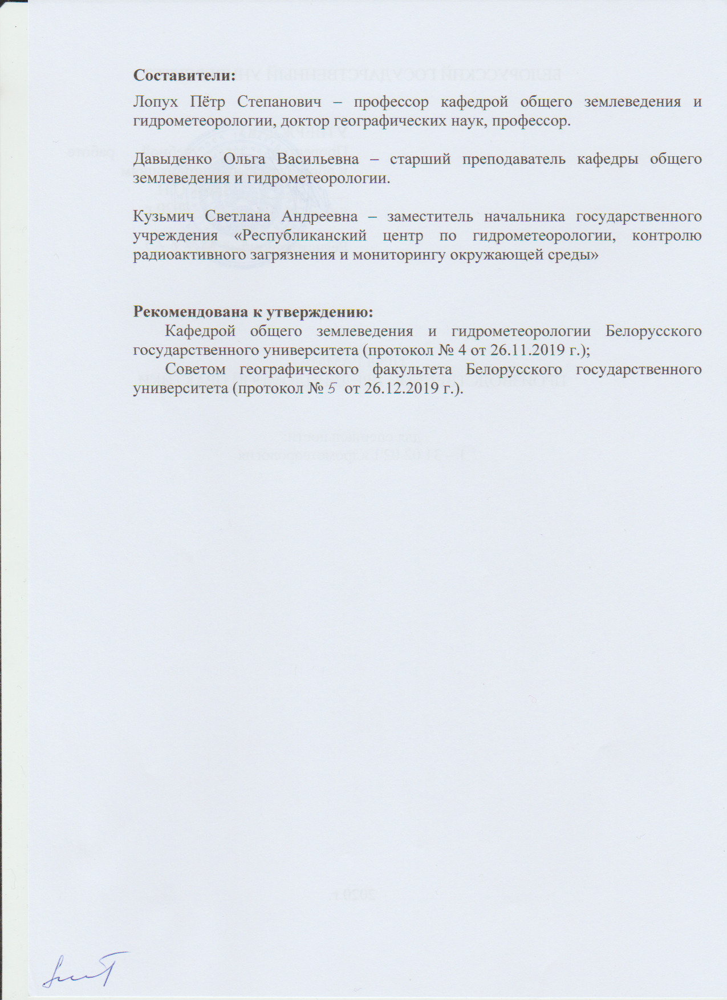 Составители:
Лопух Пётр Степанович – профессор кафедрой общего землеведения и
гидрометеорологии, доктор географических наук, профессор.
Давыденко Ольга Васильевна – старший преподаватель кафедры общего
землеведения и гидрометеорологии.
Кузьмич Светлана Андреевна – заместитель начальника государственного
учреждения «Республиканский центр по гидрометеорологии, контролю
радиоактивного загрязнения и мониторингу окружающей среды»
Рекомендована к утверждению:
Кафедрой общего землеведения и гидрометеорологии Белорусского
государственного университета (протокол № 4 от 26.11.2019 г.);
Советом географического факультета Белорусского государственного
университета (протокол № 5 от 26.12.2019 г.).